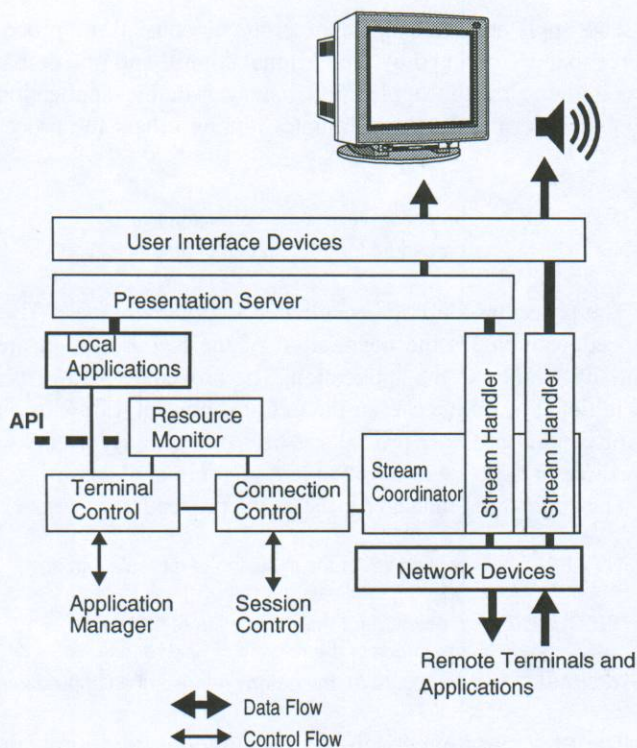 User Interface Devices
Presentation Server
Local
Applications
API
Resource
Monitor
Terminal
Control
Connection
Control
Stream
Coordinator
Stream Handler
Stream Handler
Network Devices
Application
Manager
Session
Control
Remote Terminals and
Applications
Data Flow
Control Flow